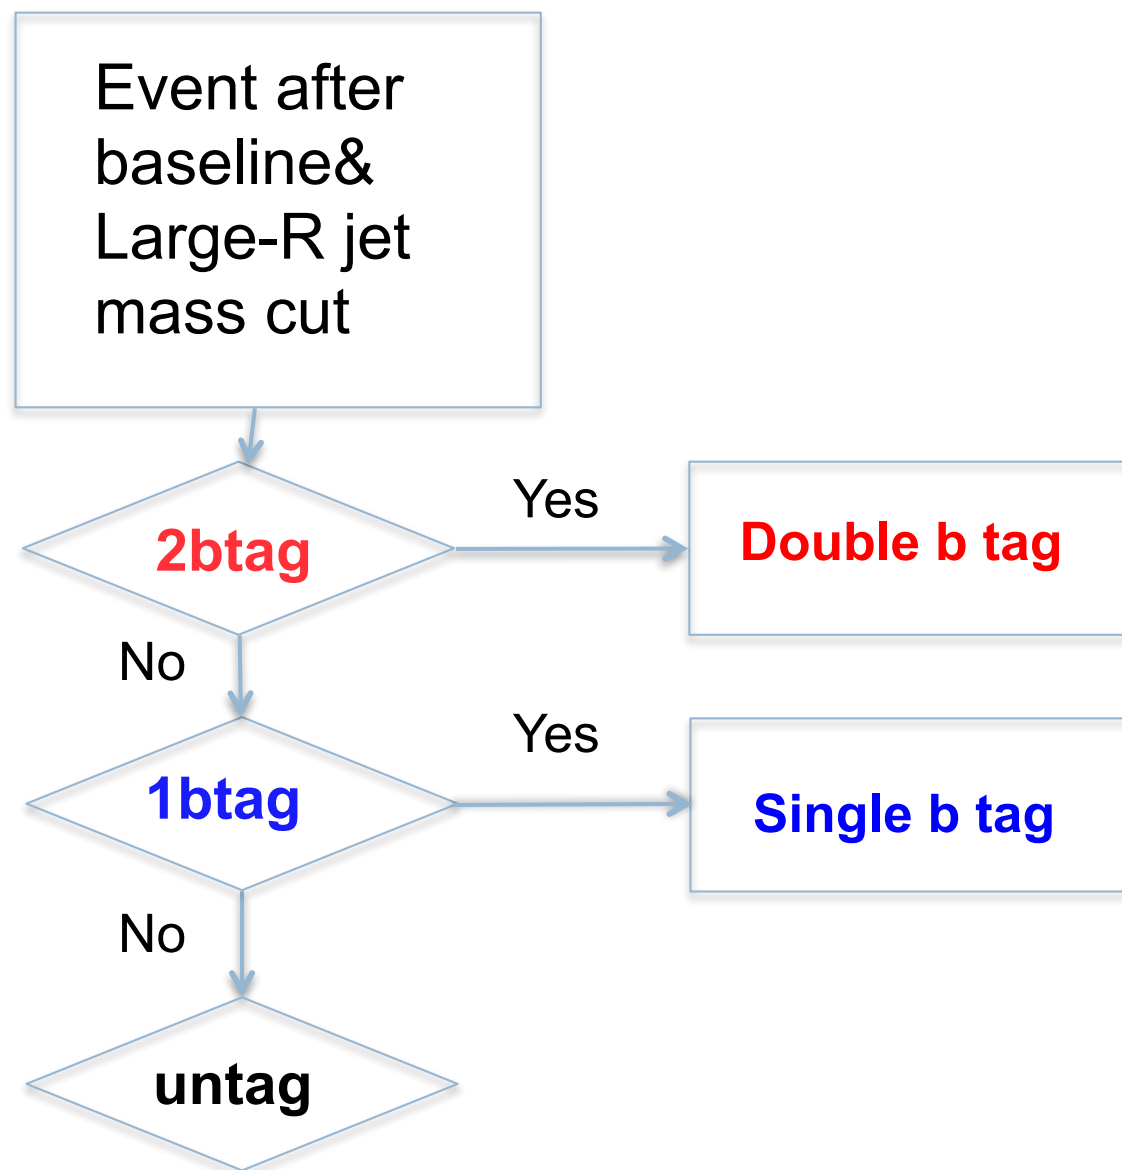 Event after
baseline&
Large-R jet
mass cut
2btag
Yes
Double b tag
No
1btag
Yes
Single b tag
No
untag